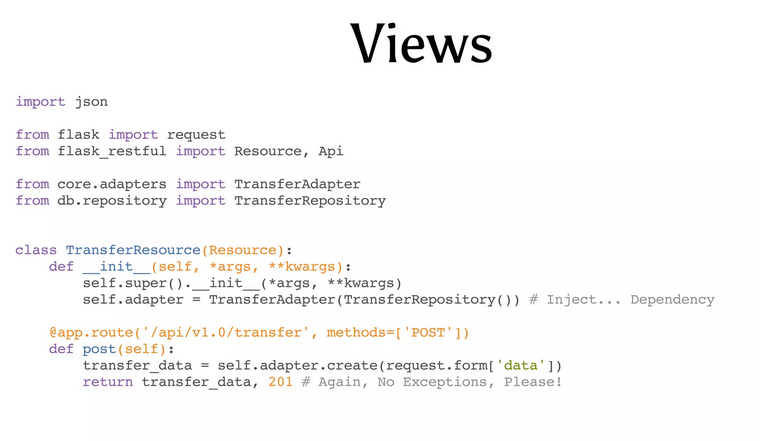 Views
import json
from flask import request
from flask_restful import Resource, Api
from core.adapters import TransferAdapter
from db.repository import TransferRepository
class TransferResource(Resource):
    def __init__(self, *args, **kwargs):
        self.super().__init__(*args, **kwargs)
        self.adapter = TransferAdapter(TransferRepository()) # Inject... Dependency
    @app.route('/api/v1.0/transfer', methods=['POST'])
    def post(self):
        transfer_data = self.adapter.create(request.form['data'])
        return transfer_data, 201 # Again, No Exceptions, Please!